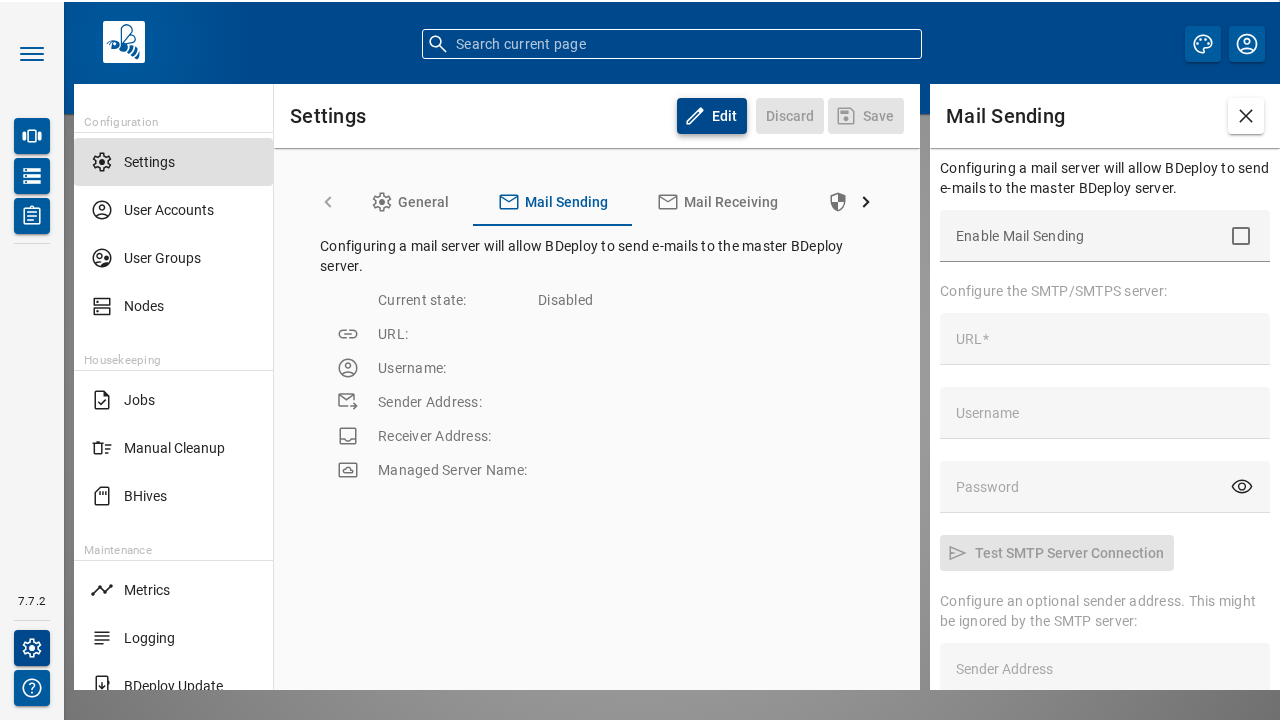 Search current page
Configuration
Settings
User Accounts
User Groups
Nodes
Housekeeping
Jobs
Manual Cleanup
BHives
Maintenance
Metrics
Logging
BDeploy Update
7.7.2
Settings
Edit
Discard
Save
General
Mail Sending
Mail Receiving
Configuring a mail server will allow BDeploy to send e-mails to the master BDeploy
server.
Current state: Disabled
URL:
Username:
Sender Address:
Receiver Address:
Managed Server Name:
Mail Sending
Configuring a mail server will allow BDeploy to send
e-mails to the master BDeploy server.
Enable Mail Sending
Configure the SMTP/SMTPS server:
URL*
Username
Password
Test SMTP Server Connection
Configure an optional sender address. This might
be ignored by the SMTP server:
Sender Address